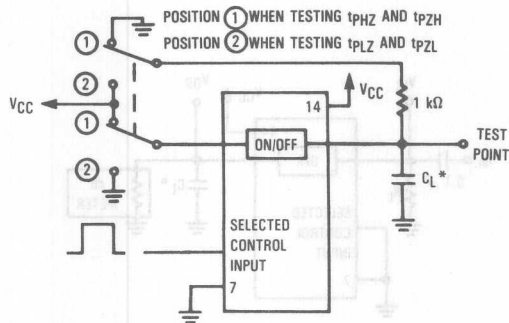 POSITION ① WHEN TESTING tPHZ AND tPZH
POSITION ② WHEN TESTING tPLZ AND tPZL
①
②
VCC
①
②
14
VCC
1 kΩ
ON/OFF
TEST
POINT
CL*
SELECTED
CONTROL
INPUT
7